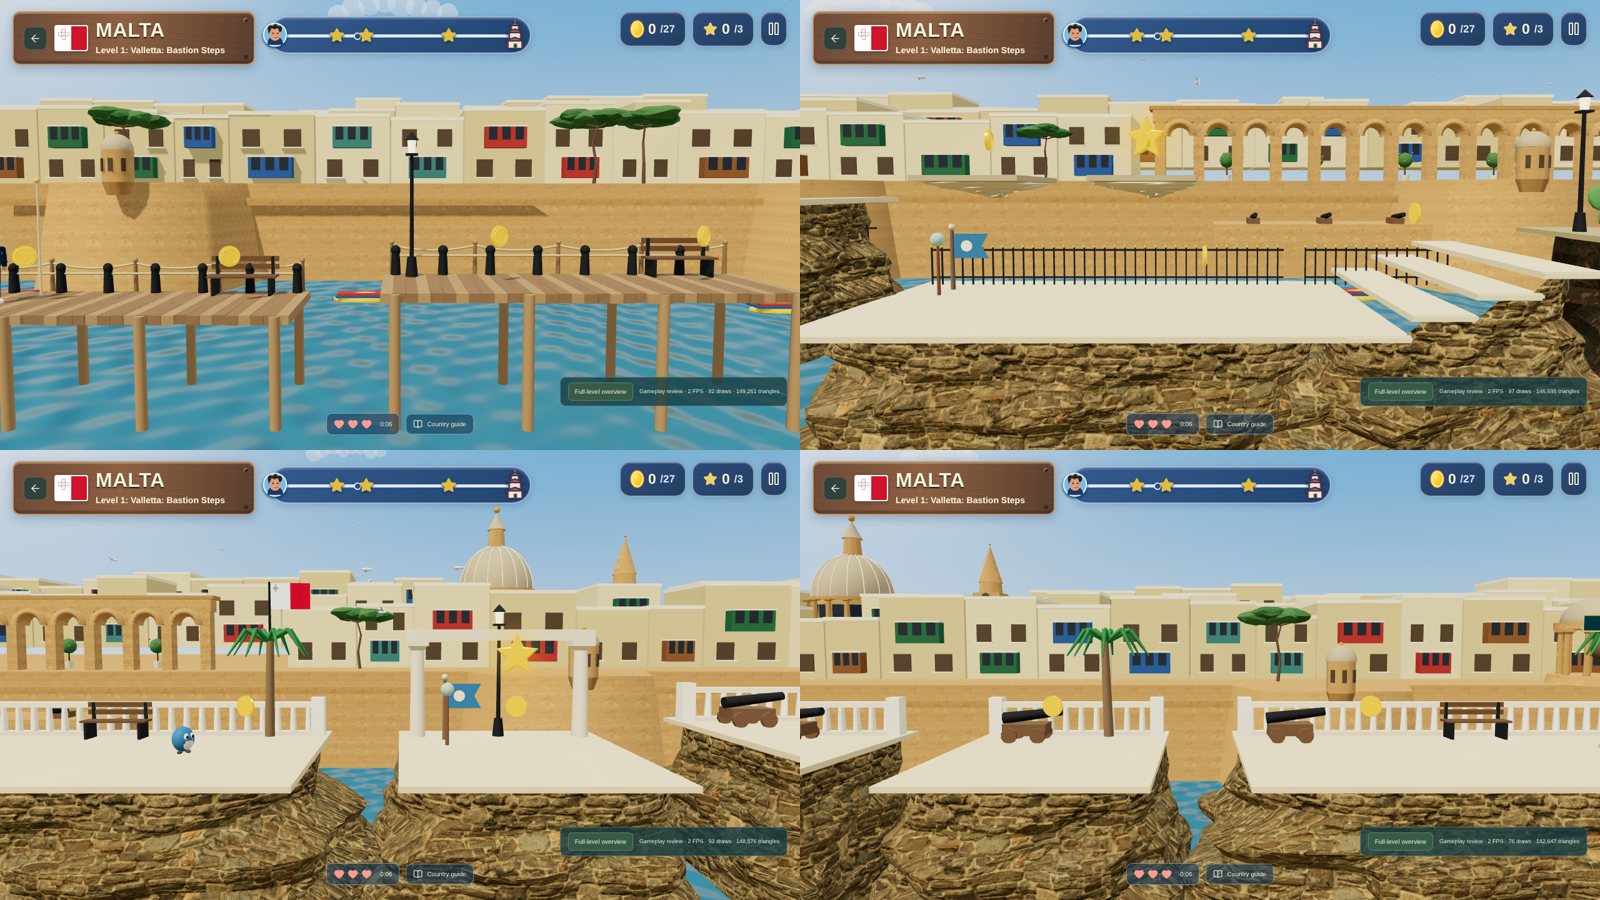 MALTA
Level 1: Valletta: Bastion Steps
0 /27
0 /3
Full-level overview
Gameplay review · 2 FPS · 82 draws · 149,261 triangles
0:06
Country guide
MALTA
Level 1: Valletta: Bastion Steps
0 /27
0 /3
Full-level overview
Gameplay review · 2 FPS · 97 draws · 146,695 triangles
0:06
Country guide
MALTA
Level 1: Valletta: Bastion Steps
0 /27
0 /3
Full-level overview
Gameplay review · 2 FPS · 93 draws · 148,576 triangles
0:06
Country guide
MALTA
Level 1: Valletta: Bastion Steps
0 /27
0 /3
Full-level overview
Gameplay review · 2 FPS · 76 draws · 142,647 triangles
0:06
Country guide